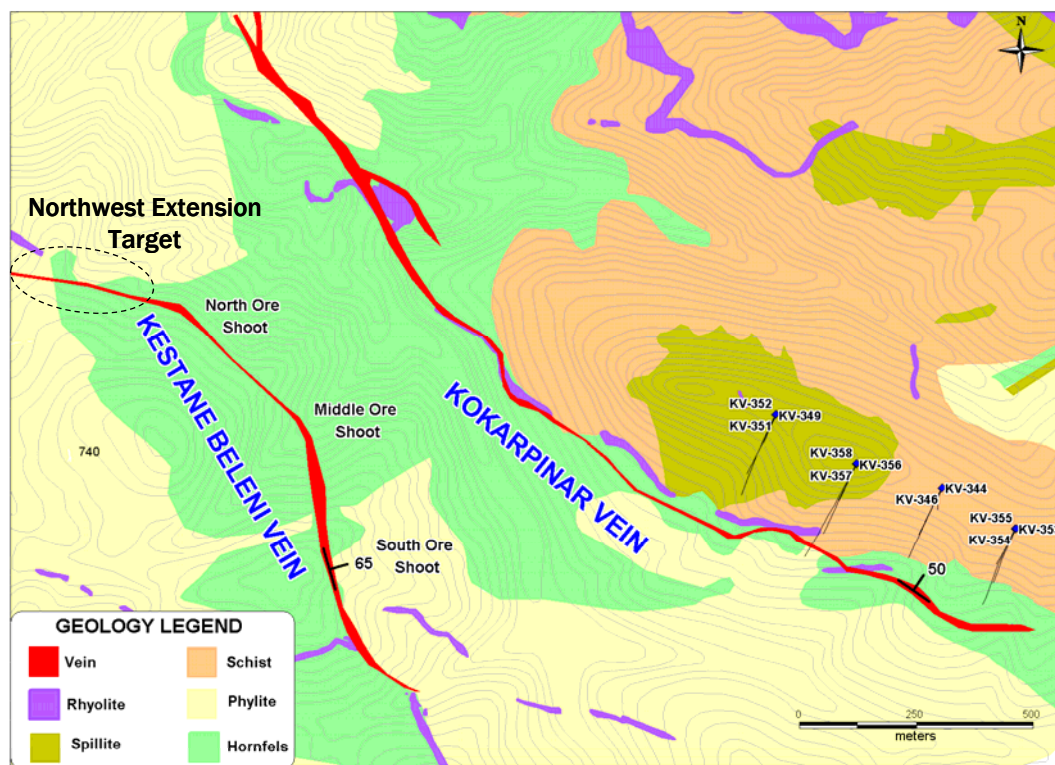 N
Northwest Extension
Target
North Ore
Shoot
KESTANE BELENI VEIN
Middle Ore
Shoot
KOKARPINAR VEIN
740
South Ore
Shoot
65
KV-352
KV-349
KV-351
KV-358
KV-356
KV-357
KV-344
KV-346
KV-355
KV-35
KV-354
50
GEOLOGY LEGEND
Vein
Schist
Rhyolite
Phylite
Spillite
Hornfels
0 250 500
meters